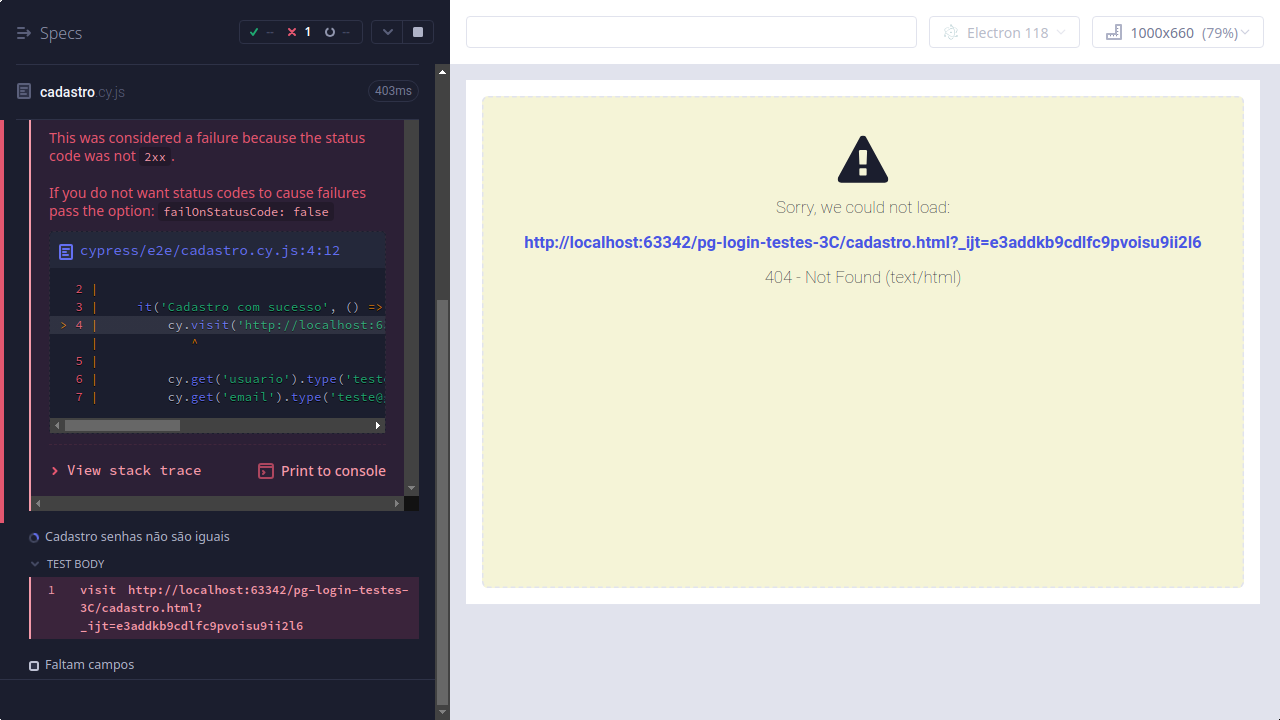 Specs
--
1
--
cadastro.cy.js
403ms
This was considered a failure because the status
code was not 2xx.
If you do not want status codes to cause failures
pass the option: failOnStatusCode: false
cypress/e2e/cadastro.cy.js:4:12
2 |
3 | it('Cadastro com sucesso', () =>
> 4 | cy.visit('http://localhost:63
| ^
5 |
6 | cy.get('usuario').type('teste
7 | cy.get('email').type('teste@
View stack trace
Print to console
Cadastro senhas não são iguais
TEST BODY
1 visit http://localhost:63342/pg-login-testes-
3C/cadastro.html?
_ijt=e3addkb9cdlfc9pvoisu9ii2l6
Faltam campos
Electron 118
1000x660 (79%)
Sorry, we could not load:
http://localhost:63342/pg-login-testes-3C/cadastro.html?_ijt=e3addkb9cdlfc9pvoisu9ii2l6
404 - Not Found (text/html)